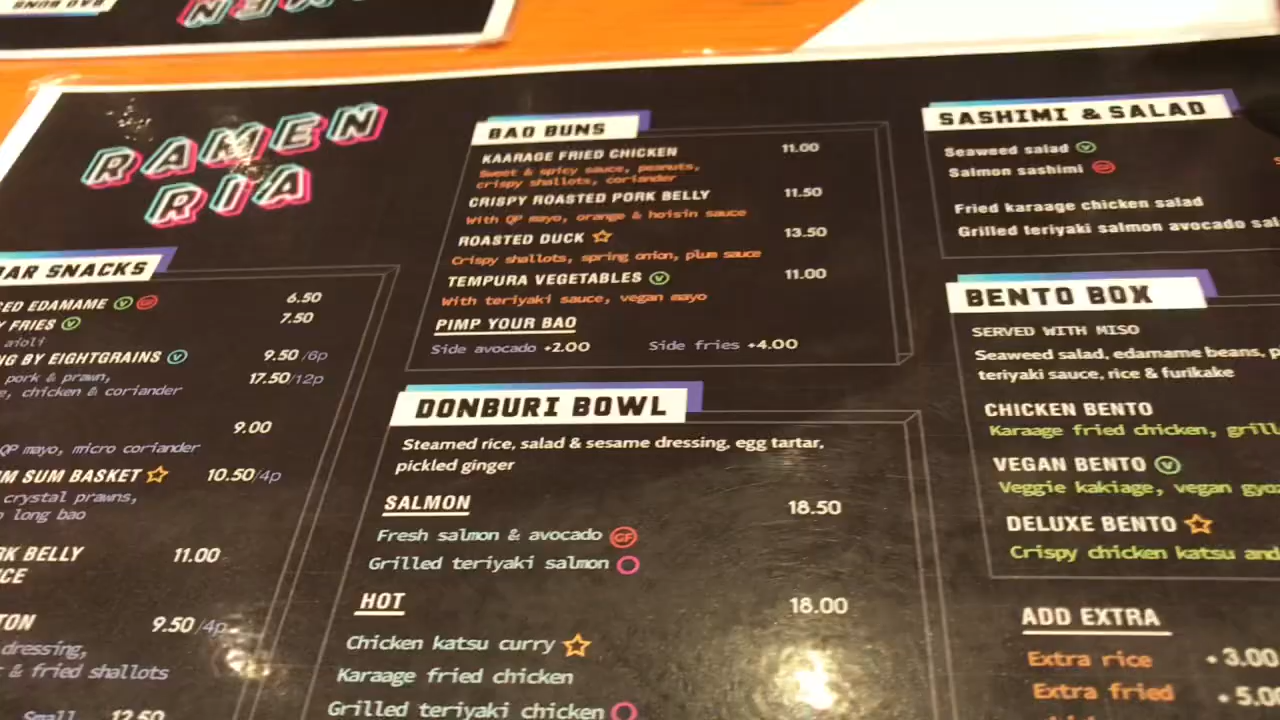 RAMEN
RIA
BAR SNACKS
EDAMAME V GF 6.50
FRIES V 7.50
aioli
BY EIGHTGRAINS V 9.50 /6p
pork & prawn, 17.50/12p
chicken & coriander
9.00
QP mayo, micro coriander
SUM BASKET 10.50/4p
crystal prawns,
long bao
BELLY 11.00
9.50 /4p
dressing,
& fried shallots
Small 12.50
BAO BUNS
KAARAGE FRIED CHICKEN 11.00
Sweet & spicy sauce, peanuts,
crispy shallots, coriander
CRISPY ROASTED PORK BELLY 11.50
With QP mayo, orange & hoisin sauce
ROASTED DUCK 13.50
Crispy shallots, spring onion, plum sauce
TEMPURA VEGETABLES V 11.00
With teriyaki sauce, vegan mayo
PIMP YOUR BAO
Side avocado +2.00 Side fries +4.00
DONBURI BOWL
Steamed rice, salad & sesame dressing, egg tartar,
pickled ginger
SALMON 18.50
Fresh salmon & avocado GF
Grilled teriyaki salmon
HOT 18.00
Chicken katsu curry
Karaage fried chicken
Grilled teriyaki chicken
SASHIMI & SALAD
Seaweed salad V
Salmon sashimi GF
Fried karaage chicken salad
Grilled teriyaki salmon avocado
BENTO BOX
SERVED WITH MISO
Seaweed salad, edamame beans,
teriyaki sauce, rice & furikake
CHICKEN BENTO
Karaage fried chicken,
VEGAN BENTO V
Veggie kakiage, vegan
DELUXE BENTO
Crispy chicken katsu and
ADD EXTRA
Extra rice +3.00
Extra fried